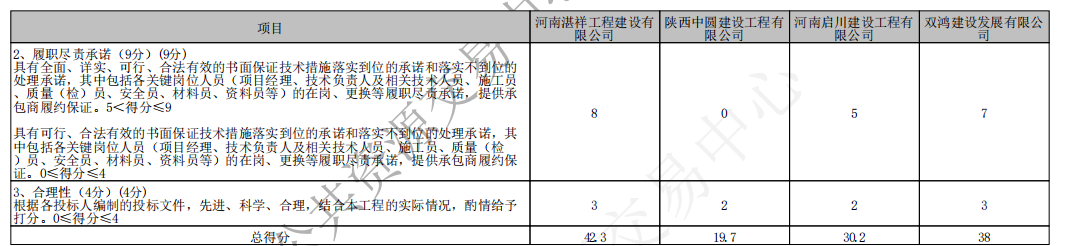 项目
河南湛祥工程建设有限公司
陕西中圆建设工程有限公司
河南启川建设工程有限公司
双鸿建设发展有限公司
2、履职尽责承诺（9分）(9分)
具有全面、详实、可行、合法有效的书面保证技术措施落实到位的承诺和落实不到位的
处理承诺，其中包括各关键岗位人员（项目经理、技术负责人及相关技术人员、施工员
、质量（检）员、安全员、材料员、资料员等）的在岗、更换等履职尽责承诺，提供承
包商履约保证。5＜得分≤9
具有可行、合法有效的书面保证技术措施落实到位的承诺和落实不到位的处理承诺，其
中包括各关键岗位人员（项目经理、技术负责人及相关技术人员、施工员、质量（检
）员、安全员、材料员、资料员等）的在岗、更换等履职尽责承诺，提供承包商履约保
证。0≤得分≤4
8
0
5
7
3、合理性（4分）(4分)
根据各投标人编制的投标文件，先进、科学、合理，结合本工程的实际情况，酌情给予
打分。0≤得分≤4
3
2
2
3
总得分
42.3
19.7
30.2
38
公共资源交易中心
交易中心